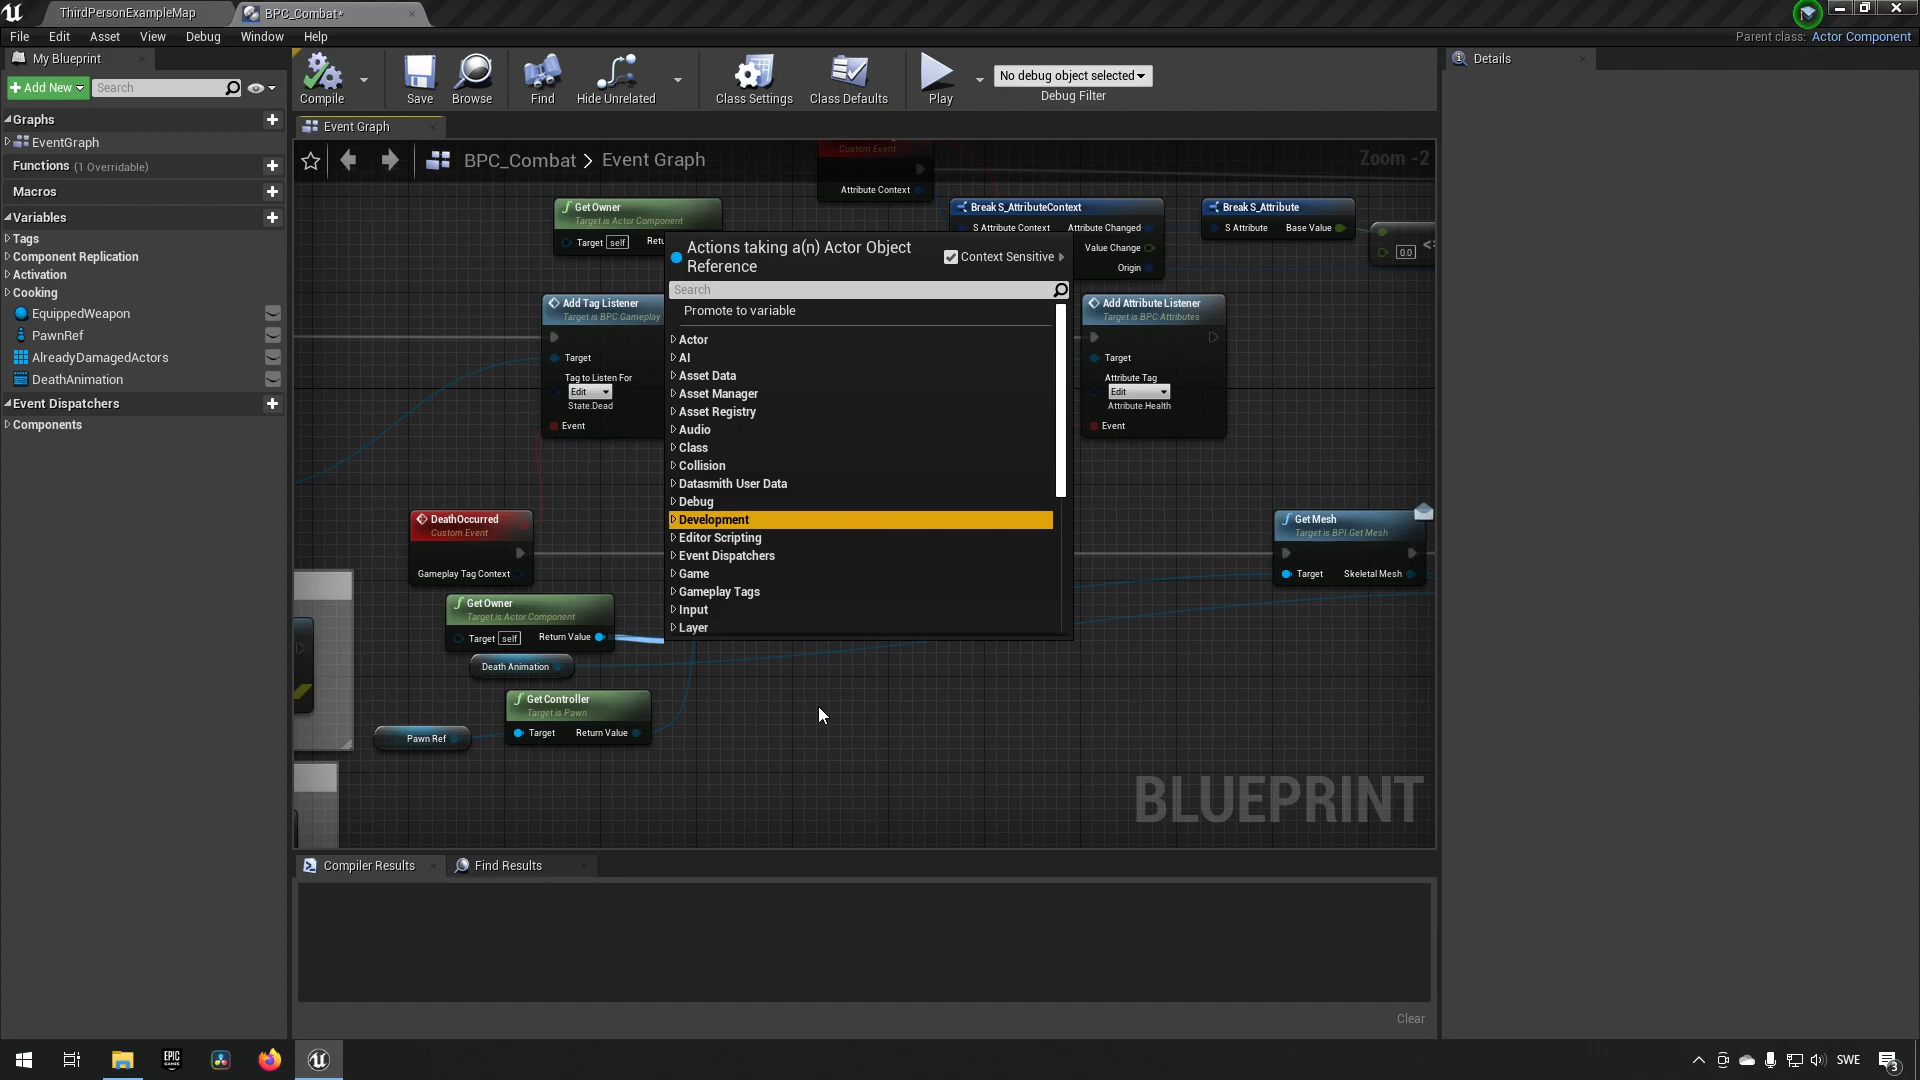 ThirdPersonExampleMap
BPC_Combat*
File Edit Asset View Debug Window Help
Parent class: Actor Component
My Blueprint
Add New
Search
Graphs
EventGraph
Functions (1 Overridable)
Macros
Variables
Tags
Component Replication
Activation
Cooking
EquippedWeapon
PawnRef
AlreadyDamagedActors
DeathAnimation
Event Dispatchers
Components
Compile
Save
Browse
Find
Hide Unrelated
Class Settings
Class Defaults
Play
No debug object selected
Debug Filter
Details
Event Graph
BPC_Combat > Event Graph
Zoom -2
Custom Event
Attribute Context
Get Owner
Target is Actor Component
Target self
Break S_AttributeContext
S Attribute Context Attribute Changed
Value Change
Origin
Break S_Attribute
S Attribute Base Value
0.0
Actions taking a(n) Actor Object
Reference
Context Sensitive
Search
Promote to variable
Actor
AI
Asset Data
Asset Manager
Asset Registry
Audio
Class
Collision
Datasmith User Data
Debug
Development
Editor Scripting
Event Dispatchers
Game
Gameplay Tags
Input
Layer
Add Tag Listener
Target is BPC Gameplay
Target
Tag to Listen For
Edit
State.Dead
Event
Add Attribute Listener
Target is BPC Attributes
Target
Attribute Tag
Edit
Attribute.Health
Event
DeathOccurred
Custom Event
Gameplay Tag Context
Get Mesh
Target is BPI Get Mesh
Target Skeletal Mesh
Get Owner
Target is Actor Component
Target self Return Value
Death Animation
Get Controller
Target is Pawn
Target Return Value
Pawn Ref
BLUEPRINT
Compiler Results
Find Results
Clear
EPIC
GAMES
SWE
3